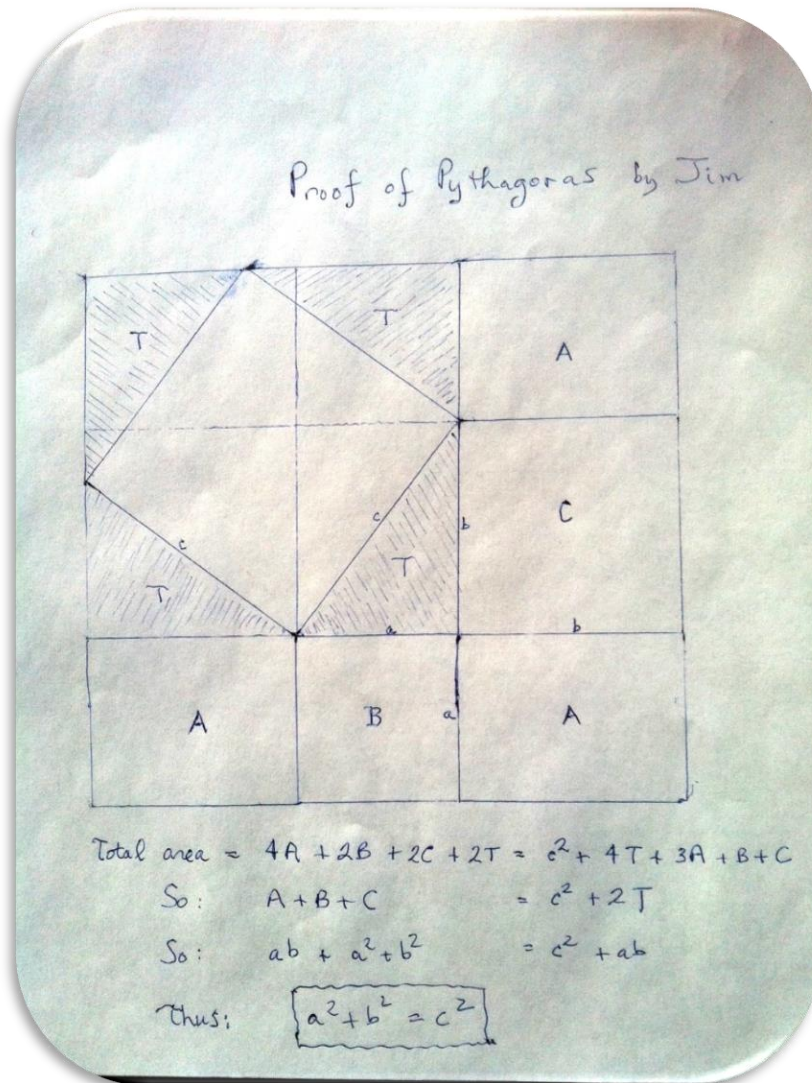 Proof of Pythagoras by Jim
T
T
A
c
c
b
C
T
T
a
b
A
B
a
A
Total area = 4A + 2B + 2C + 2T = c² + 4T + 3A + B + C
So: A + B + C = c² + 2T
So: ab + a² + b² = c² + ab
Thus: a² + b² = c²